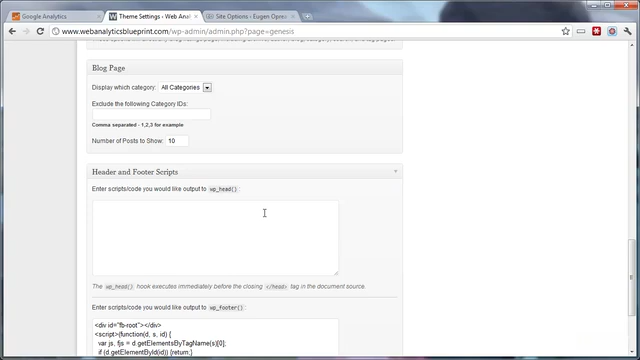 Google Analytics
Theme Settings ‹ Web Anal
Site Options - Eugen Opre
www.webanalyticsblueprint.com/wp-admin/admin.php?page=genesis
Blog Page
Display which category: All Categories
Exclude the following Category IDs:
Comma separated - 1,2,3 for example
Number of Posts to Show: 10
Header and Footer Scripts
Enter scripts/code you would like output to wp_head() :
The wp_head() hook executes immediately before the closing </head> tag in the document source.
Enter scripts/code you would like output to wp_footer() :
<div id="fb-root"></div>
<script>(function(d, s, id) {
var js, fjs = d.getElementsByTagName(s)[0];
if (d.getElementById(id)) {return;}